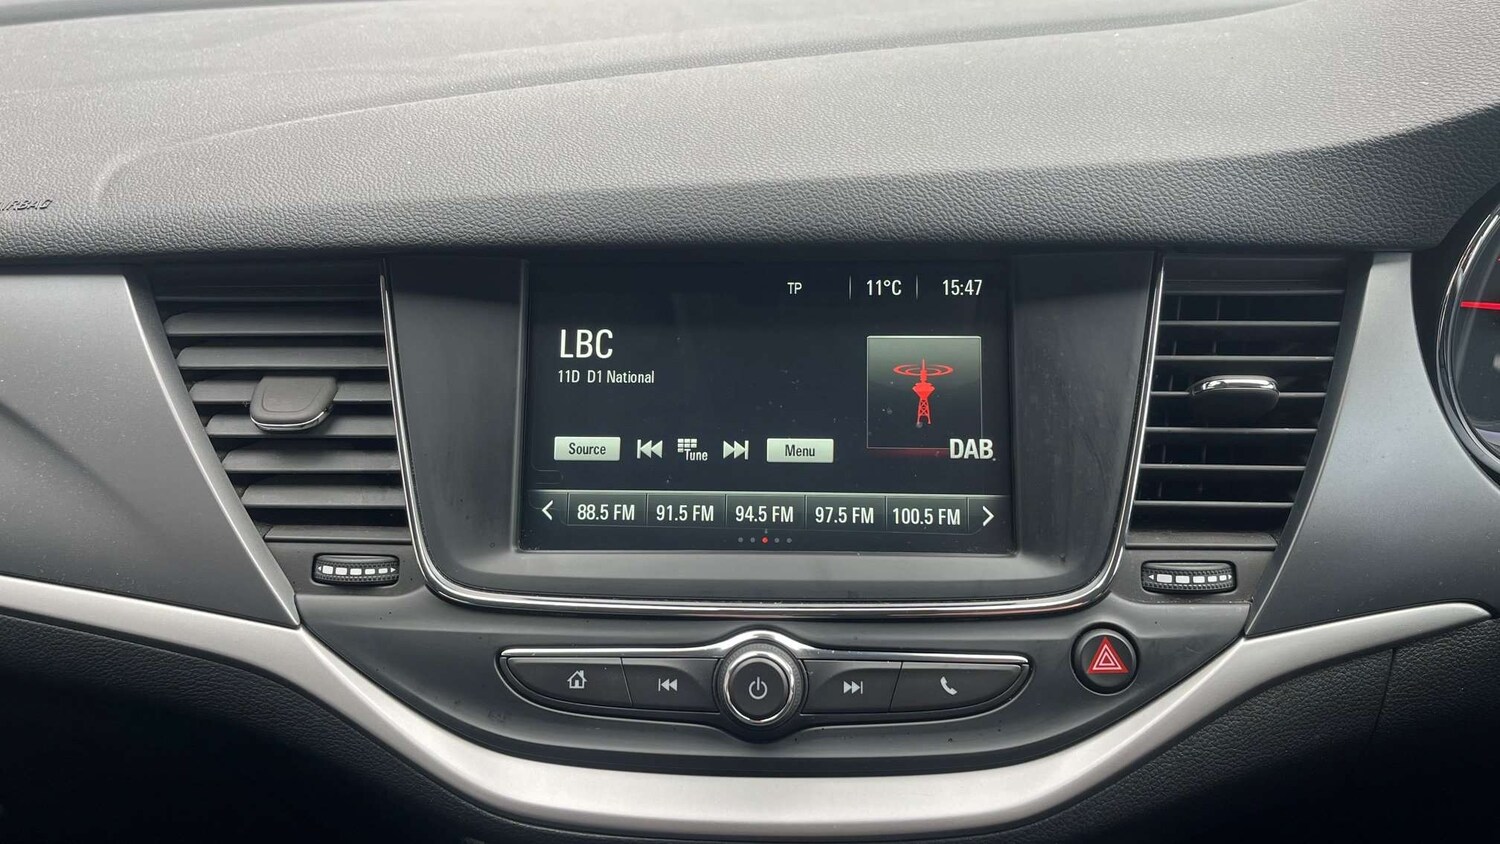 AIRBAG
TP 11°C 15:47
LBC
11D D1 National
DAB
Source Tune Menu
88.5 FM 91.5 FM 94.5 FM 97.5 FM 100.5 FM